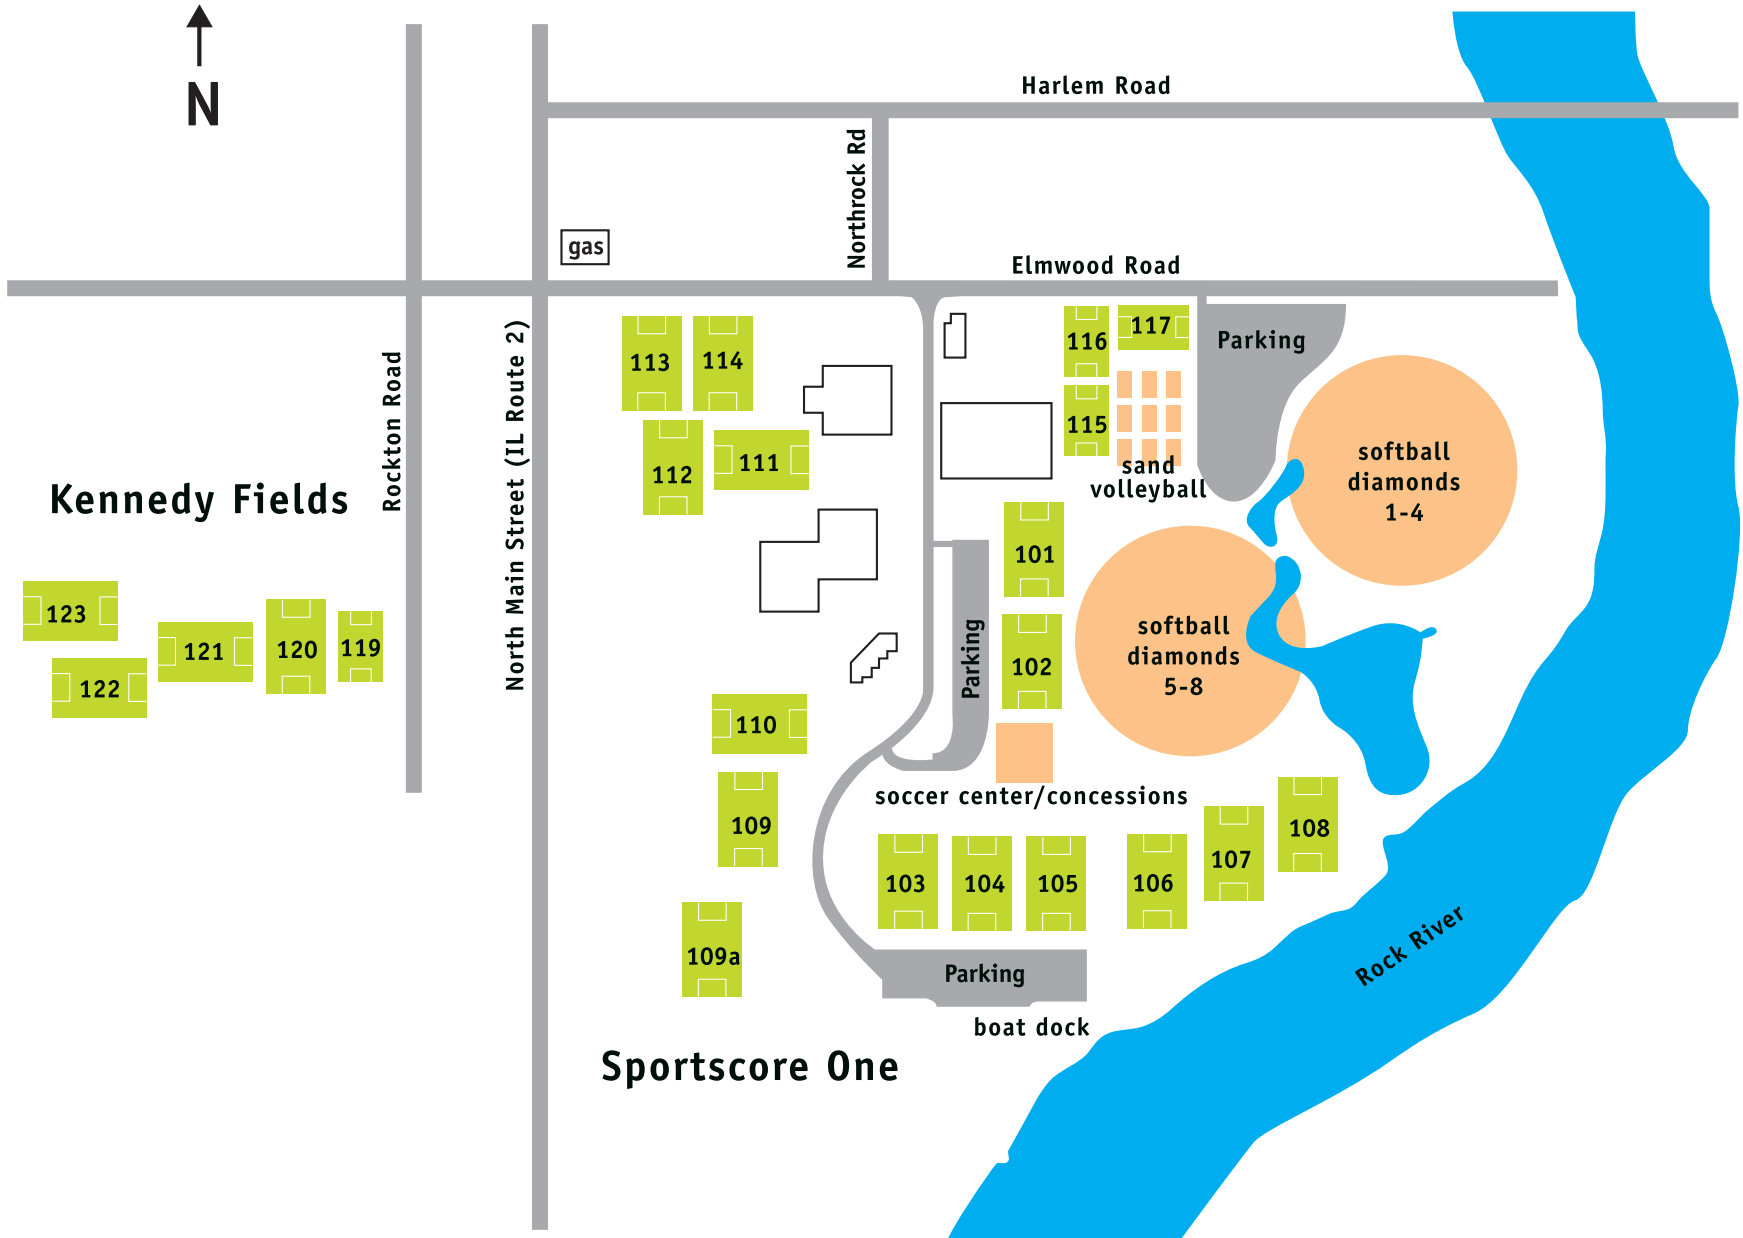 N
Harlem Road
Northrock Rd
gas
Elmwood Road
Rockton Road
North Main Street (IL Route 2)
113
114
116
117
Parking
112
111
115
sand
volleyball
softball
diamonds
1-4
Kennedy Fields
101
123
122
121
120
119
102
Parking
softball
diamonds
5-8
110
soccer center/concessions
109
103
104
105
106
107
108
109a
Parking
boat dock
Rock River
Sportscore One